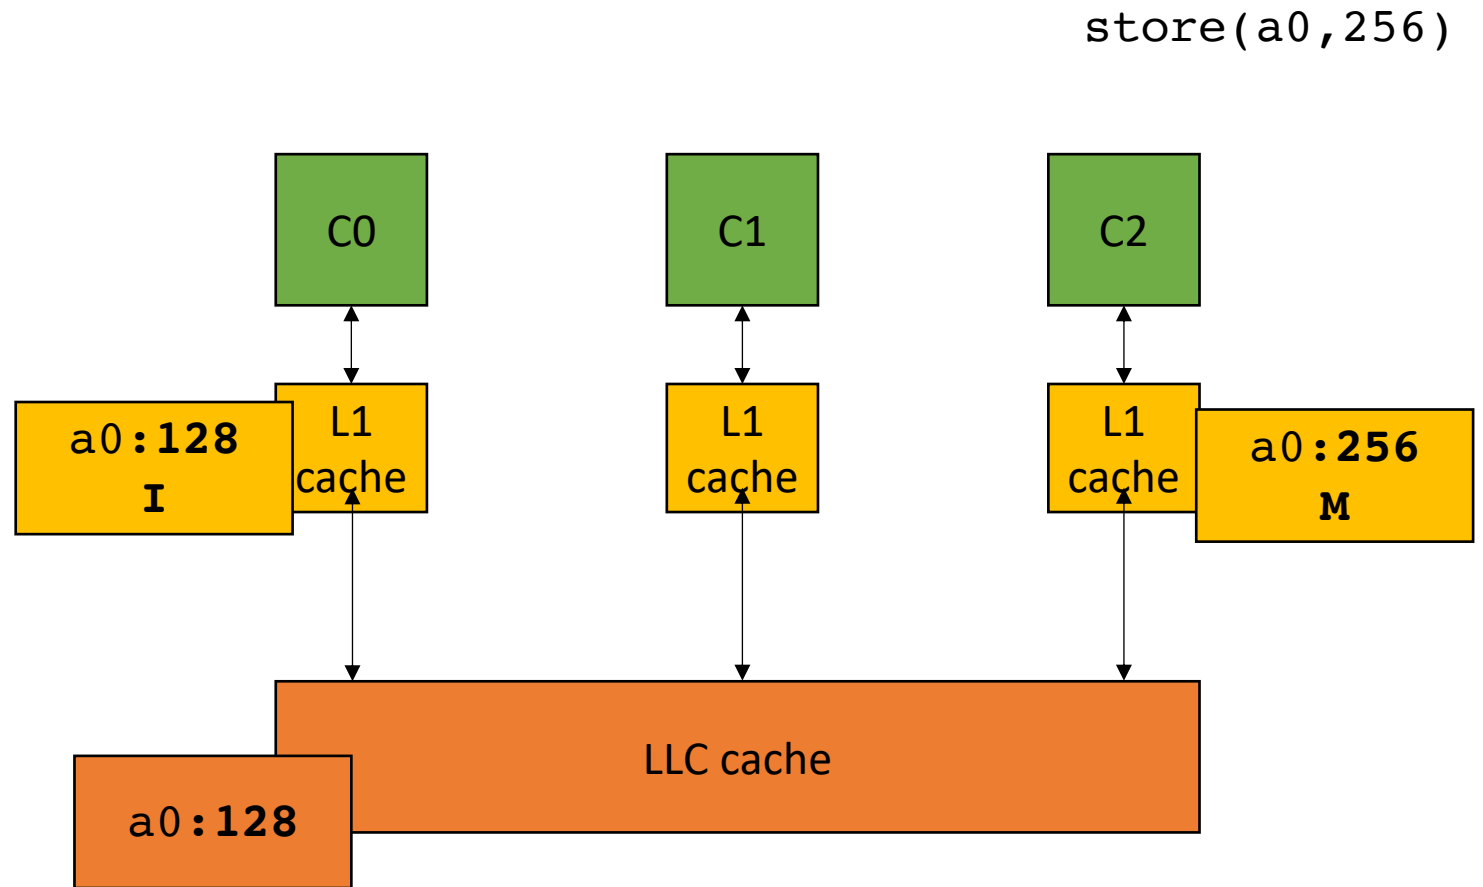 store(a0,256)
C0
C1
C2
L1
cache
L1
cache
L1
cache
a0:128
I
a0:256
M
LLC cache
a0:128